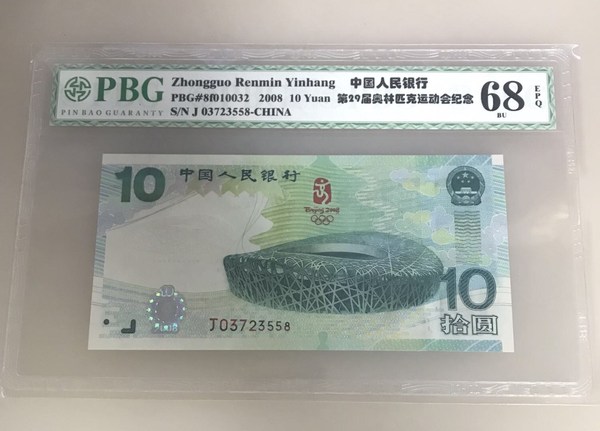 PBG
PINBAO GUARANTY
Zhongguo Renmin Yinhang 中国人民银行
PBG#8f010032 2008 10 Yuan 第29届奥林匹克运动会纪念
S/N J 03723558-CHINA
68 EPQ
BU
10 中国人民银行
Beijing 2008
10
拾圆
J03723558